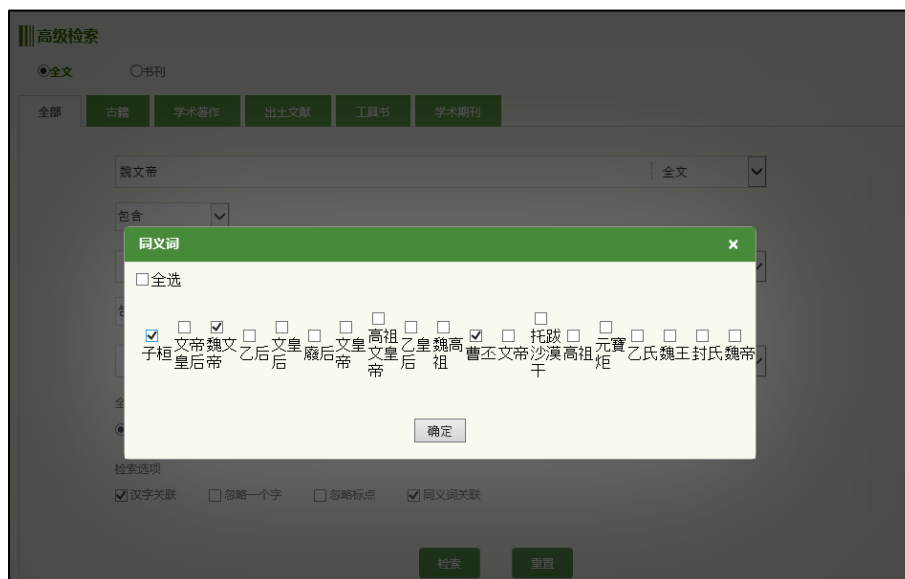 高级检索
全文 书刊
全部 古籍 学术著作 出土文献 工具书 学术期刊
魏文帝 全文
包含
同义词 ×
全选
子桓 文帝皇后 魏文帝 乙后 文皇后 廢后 文皇帝 高祖文皇帝 乙皇后 魏高祖 曹丕 文帝 托跋沙漠干 高祖 元寶炬 乙氏 魏王 封氏 魏帝
确定
检索选项
汉字关联 忽略一个字 忽略标点 同义词关联
检索 重置